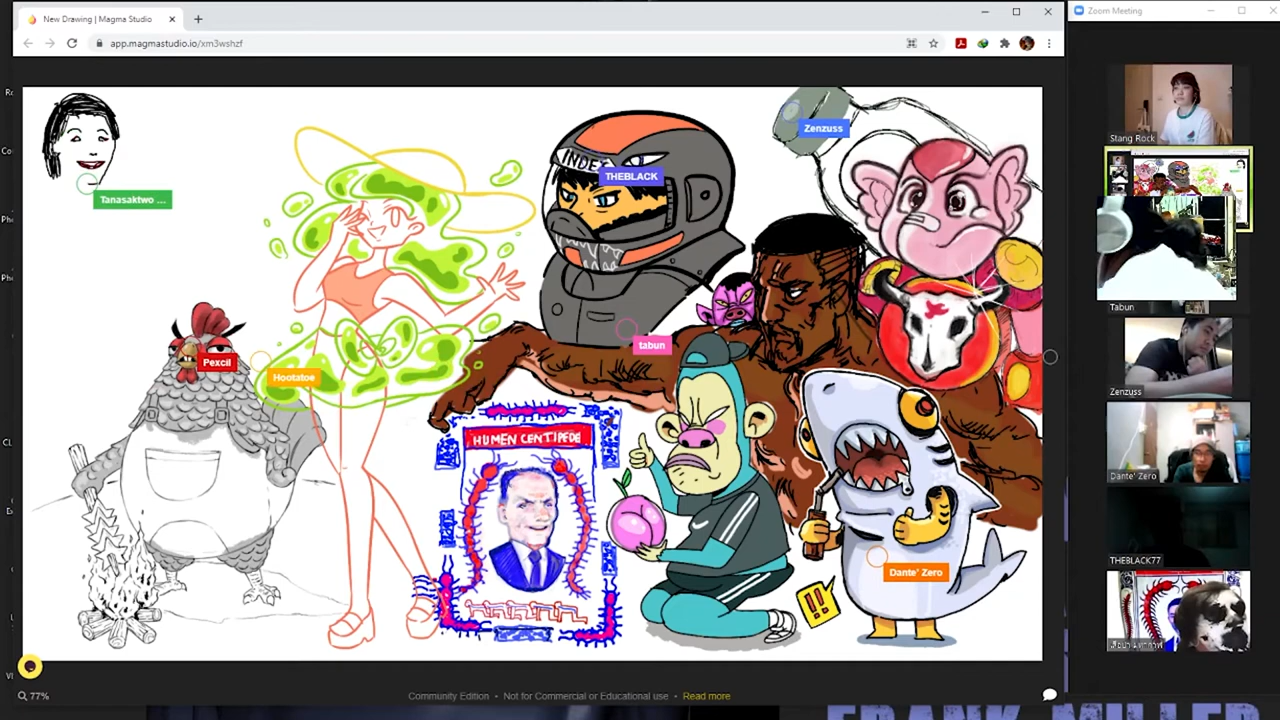 New Drawing | Magma Studio
Zoom Meeting
app.magmastudio.io/xm3wshzf
Zenzuss
INDEX
THEBLACK
Stang Rock
Tanasaktwo ...
Tabun
tabun
Pexcil
Hootatoe
Zenzuss
HUMEN CENTIPEDE
Dante' Zero
THEBLACK77
Dante' Zero
!!
77%
Community Edition • Not for Commercial or Educational use • Read more
FRANK MILLER